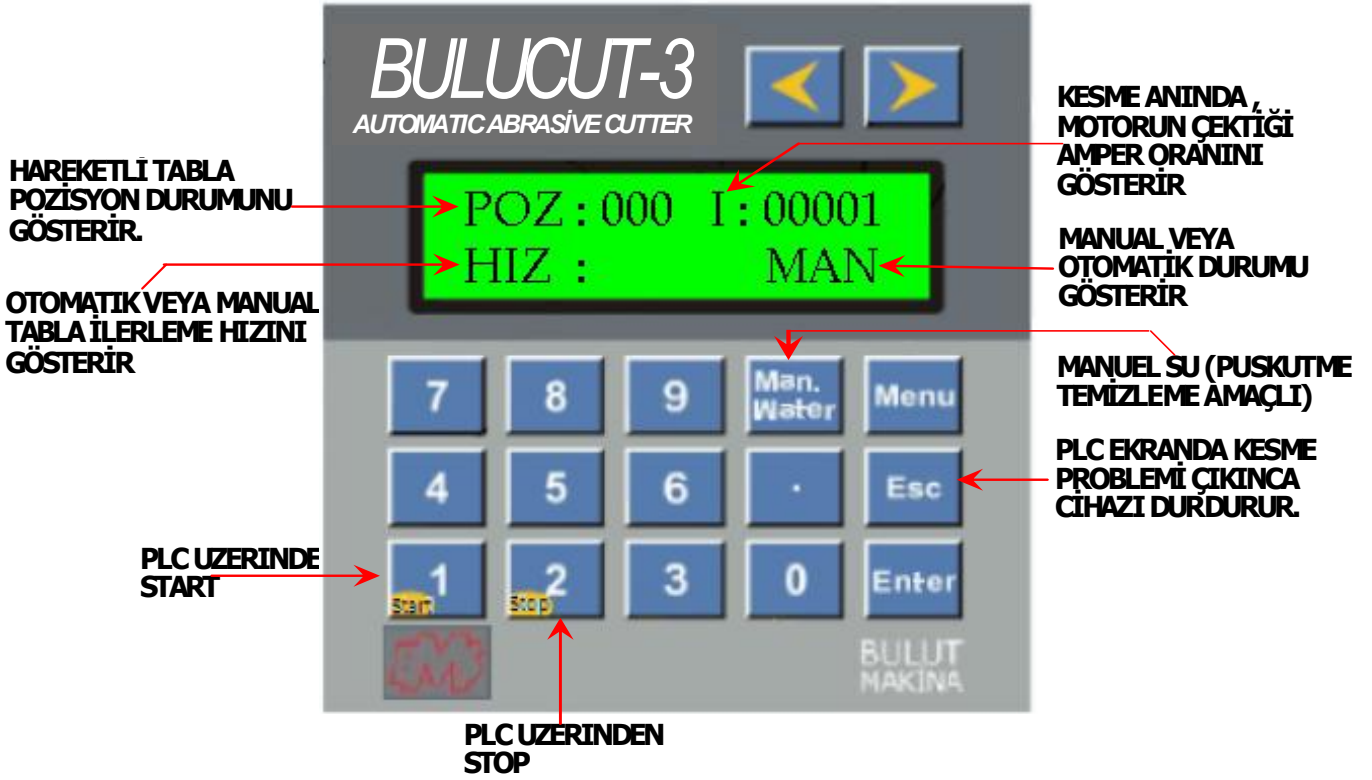 BULUCUT-3
AUTOMATIC ABRASİVE CUTTER
HAREKETLİ TABLA
POZİSYON DURUMUNU
GÖSTERİR.
OTOMATIK VEYA MANUAL
TABLA İLERLEME HIZINI
GÖSTERİR
KESME ANINDA ,
MOTORUN ÇEKTİĞİ
AMPER ORANINI
GÖSTERİR
MANUAL VEYA
OTOMATİK DURUMU
GÖSTERİR
MANUEL SU (PUSKUTME
TEMİZLEME AMAÇLI)
PLC EKRANDA KESME
PROBLEMİ ÇIKINCA
CİHAZI DURDURUR.
POZ : 000 I : 00001
HIZ : MAN
7 8 9 Man. Water Menu
4 5 6 . Esc
1 Start 2 Stop 3 0 Enter
PLC UZERINDE
START
EMS
BULUT
MAKİNA
PLC UZERINDEN
STOP